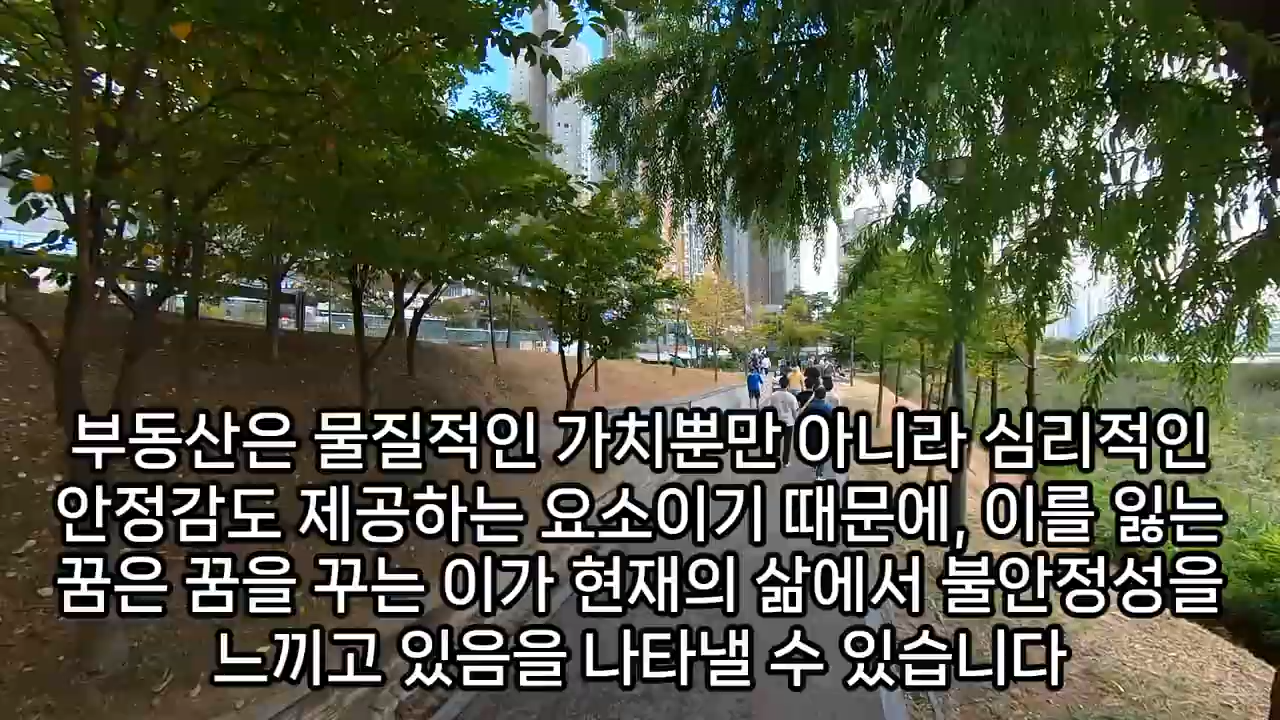 부동산은 물질적인 가치뿐만 아니라 심리적인
안정감도 제공하는 요소이기 때문에, 이를 잃는
꿈은 꿈을 꾸는 이가 현재의 삶에서 불안정성을
느끼고 있음을 나타낼 수 있습니다